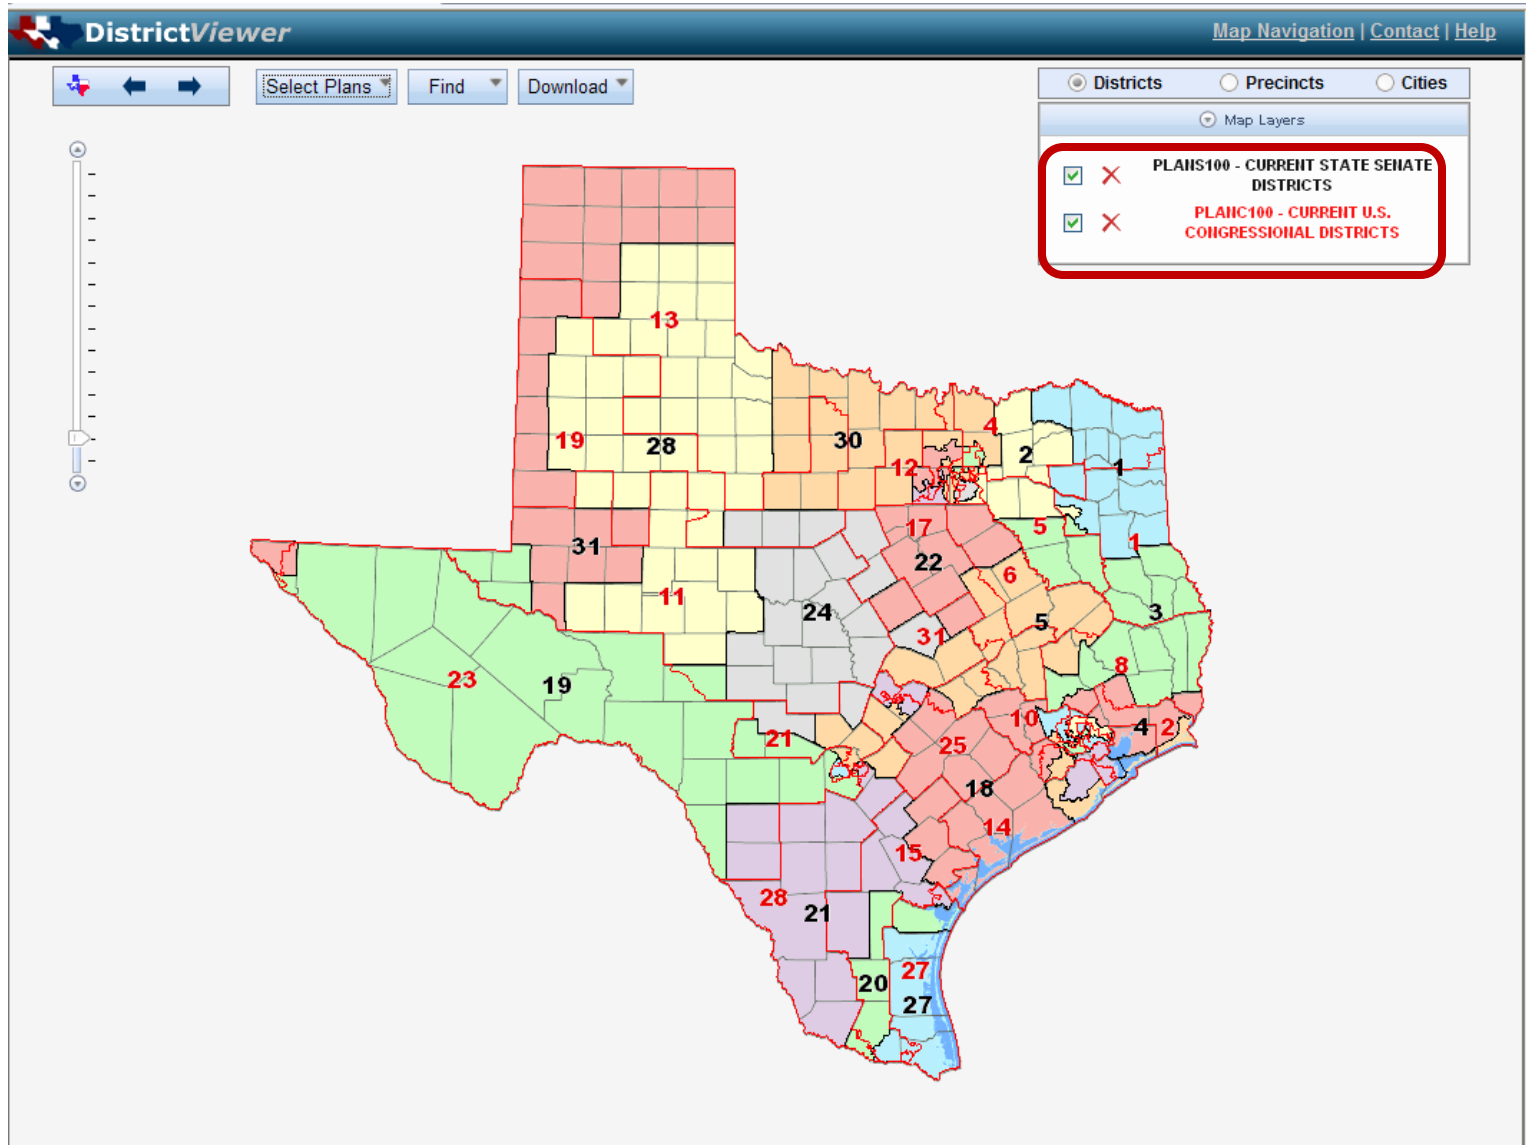 DistrictViewer
Map Navigation | Contact | Help
Select Plans
Find
Download
Districts
Precincts
Cities
Map Layers
PLANS100 - CURRENT STATE SENATE
DISTRICTS
PLANC100 - CURRENT U.S.
CONGRESSIONAL DISTRICTS
13
19
28
30
4
12
2
1
17
5
1
31
22
6
11
24
5
3
31
8
23
19
10
4
2
21
25
18
14
15
28
21
27
20
27